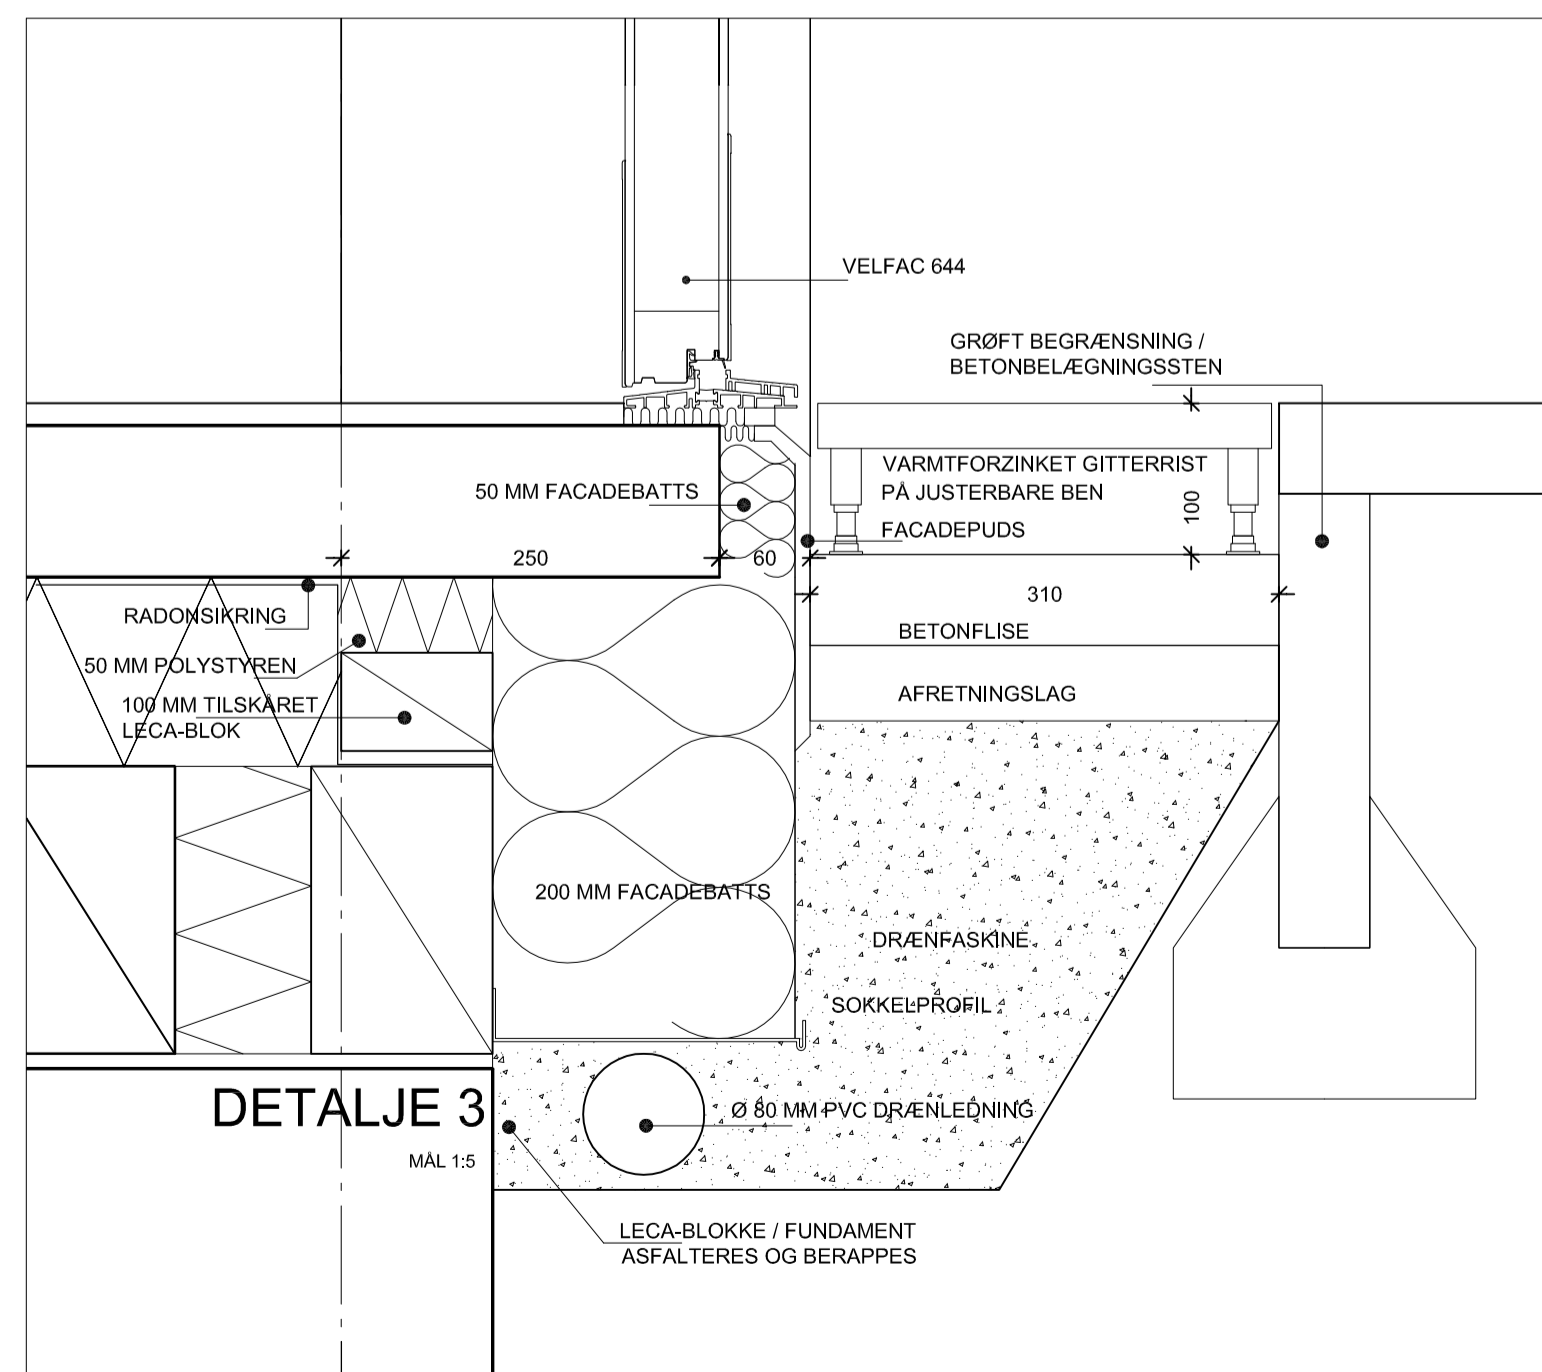 VELFAC 644
GRØFT BEGRÆNSNING /
BETONBELÆGNINGSSTEN
VARMTFORZINKET GITTERRIST
PÅ JUSTERBARE BEN
50 MM FACADEBATTS
100
FACADEPUDS
250
60
310
RADONSIKRING
BETONFLISE
50 MM POLYSTYREN
100 MM TILSKÅRET
LECA-BLOK
AFRETNINGSLAG
200 MM FACADEBATTS
DRÆNFASKINE
SOKKELPROFIL
DETALJE 3
Ø 80 MM PVC DRÆNLEDNING
MÅL 1:5
LECA-BLOKKE / FUNDAMENT
ASFALTERES OG BERAPPES